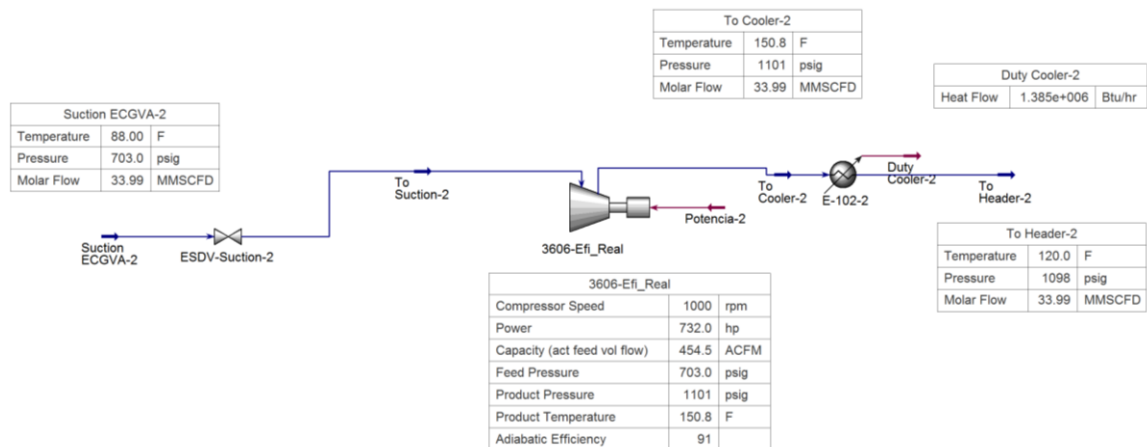 To Cooler-2
Temperature 150.8 F
Pressure 1101 psig
Molar Flow 33.99 MMSCFD
Duty Cooler-2
Heat Flow 1.385e+006 Btu/hr
Suction ECGVA-2
Temperature 88.00 F
Pressure 703.0 psig
Molar Flow 33.99 MMSCFD
Suction
ECGVA-2
ESDV-Suction-2
To
Suction-2
3606-Efi_Real
Potencia-2
To
Cooler-2
E-102-2
Duty
Cooler-2
To
Header-2
To Header-2
Temperature 120.0 F
Pressure 1098 psig
Molar Flow 33.99 MMSCFD
3606-Efi_Real
Compressor Speed 1000 rpm
Power 732.0 hp
Capacity (act feed vol flow) 454.5 ACFM
Feed Pressure 703.0 psig
Product Pressure 1101 psig
Product Temperature 150.8 F
Adiabatic Efficiency 91